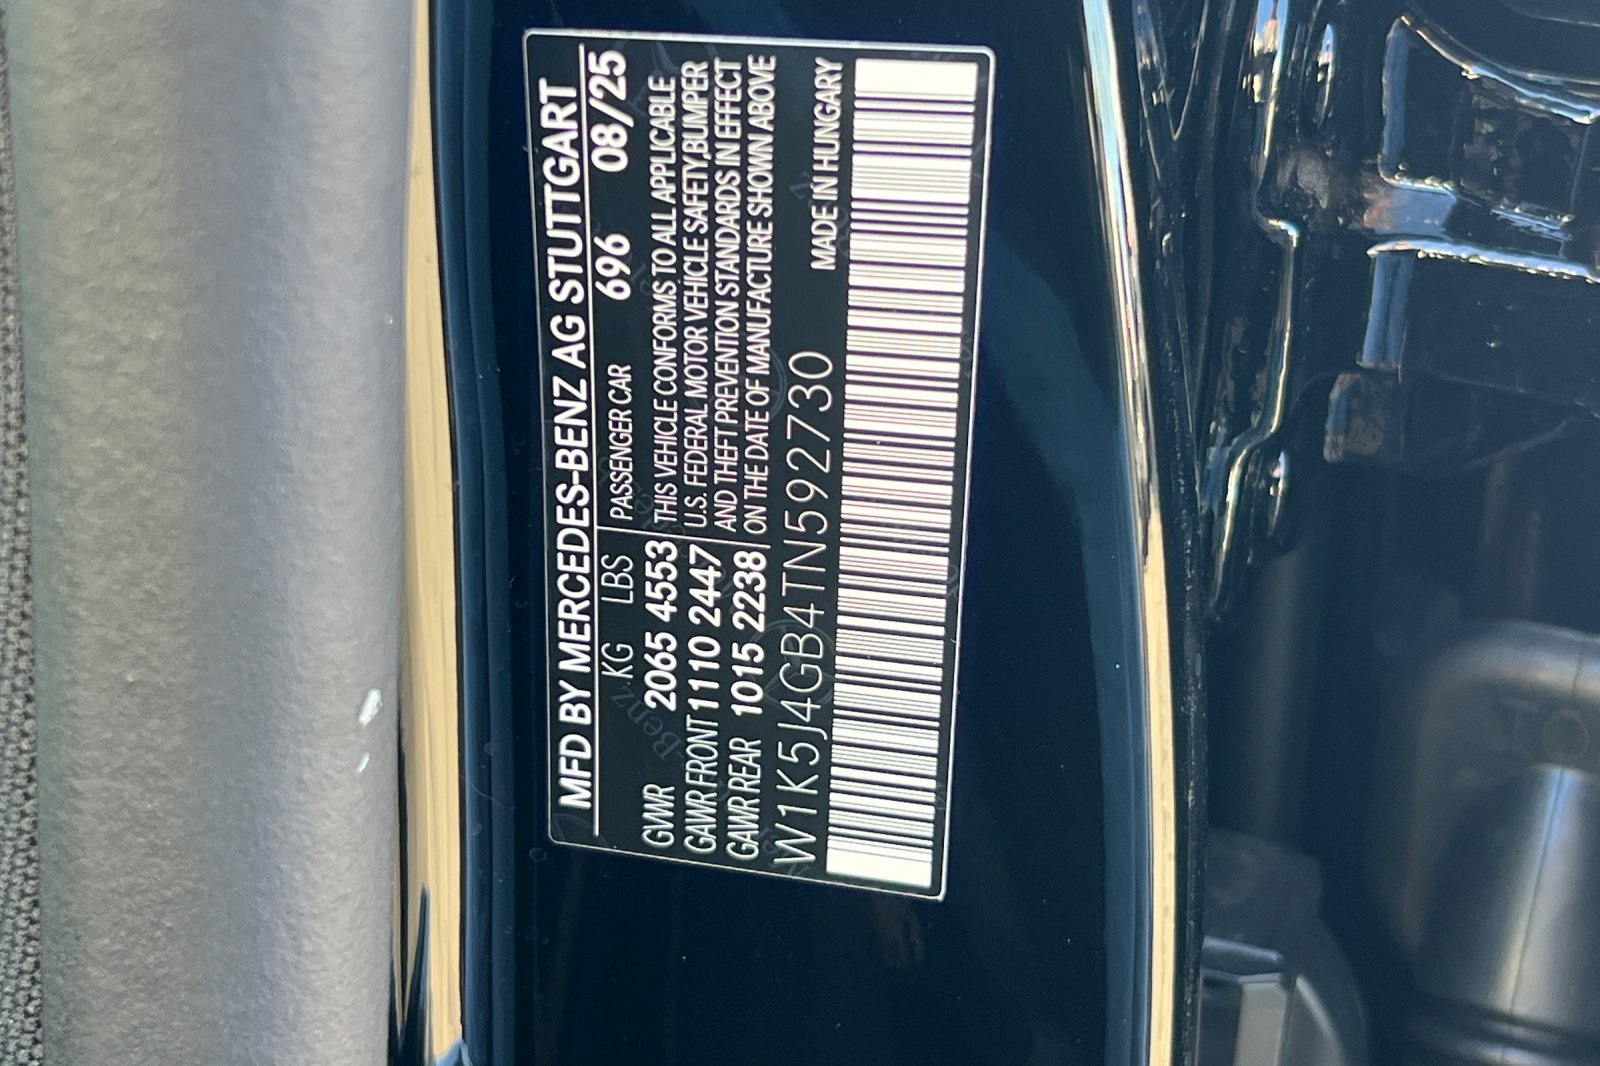 MFD BY MERCEDES-BENZ AG STUTTGART
KG LBS PASSENGER CAR 696 08/25
GWR 2065 4553 THIS VEHICLE CONFORMS TO ALL APPLICABLE
GAWR FRONT 1110 2447 U.S. FEDERAL MOTOR VEHICLE SAFETY,BUMPER
GAWR REAR 1015 2238 AND THEFT PREVENTION STANDARDS IN EFFECT
ON THE DATE OF MANUFACTURE SHOWN ABOVE
W1K5J4GB4TN592730 MADE IN HUNGARY